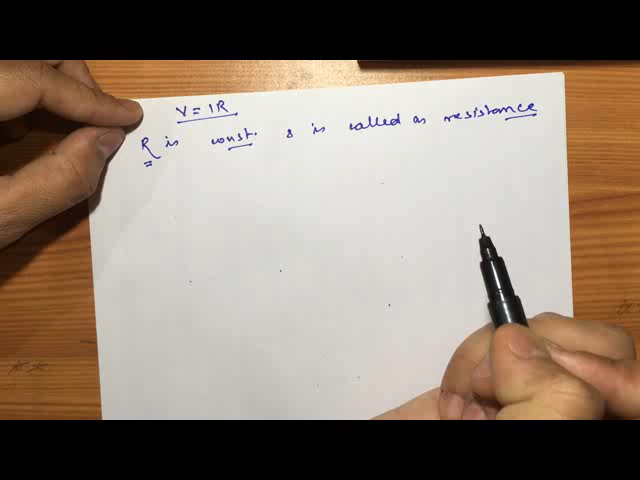 V = IR
R is const. & is called as resistance